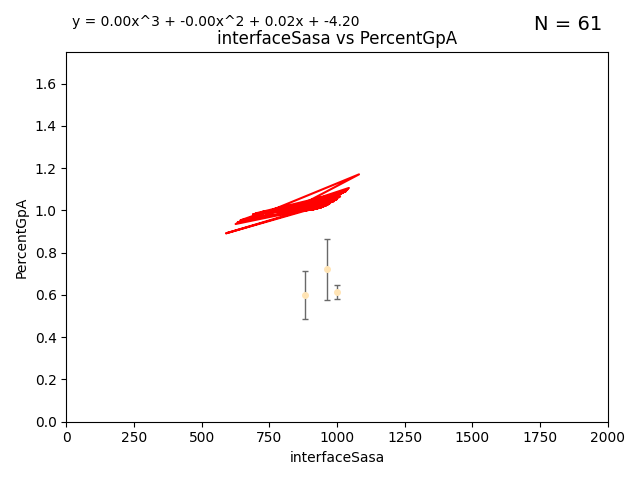 y = 0.00x^3 + -0.00x^2 + 0.02x + -4.20
N = 61
interfaceSasa vs PercentGpA
1.6
1.4
1.2
1.0
0.8
0.6
0.4
0.2
0.0
PercentGpA
0 250 500 750 1000 1250 1500 1750 2000
interfaceSasa